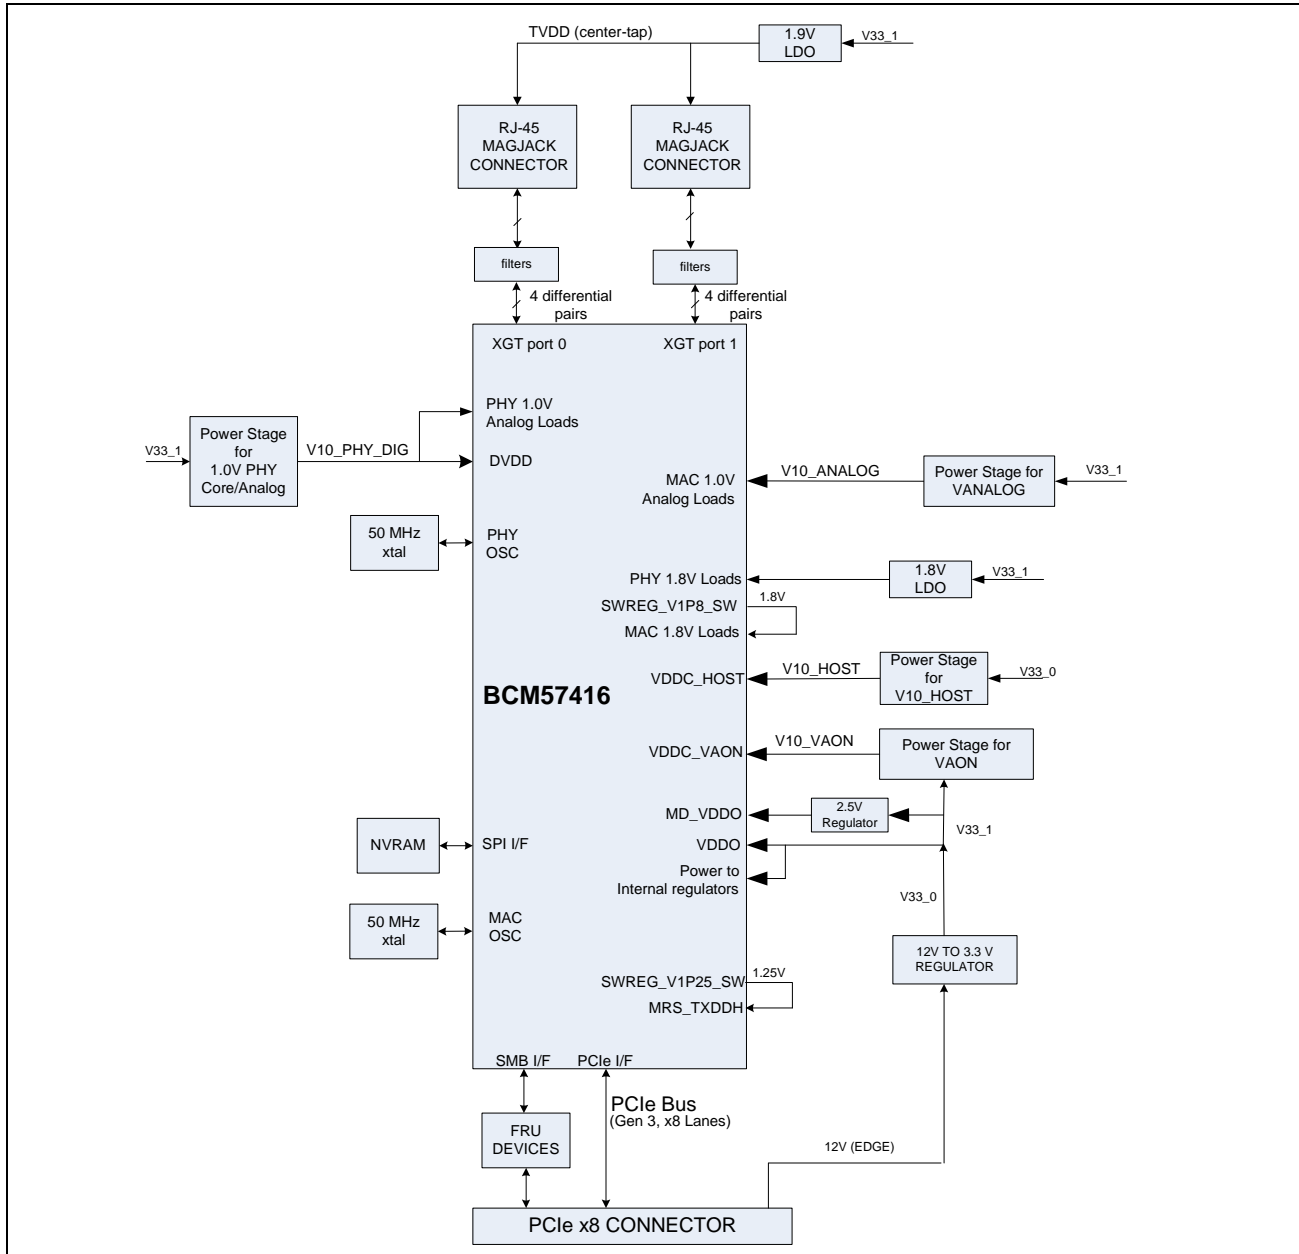 TVDD (center-tap)
1.9V
LDO
V33_1
RJ-45
MAGJACK
CONNECTOR
RJ-45
MAGJACK
CONNECTOR
filters
filters
4 differential
pairs
4 differential
pairs
XGT port 0
XGT port 1
PHY 1.0V
Analog Loads
Power Stage
for
1.0V PHY
Core/Analog
V33_1
V10_PHY_DIG
DVDD
MAC 1.0V
Analog Loads
V10_ANALOG
Power Stage for
VANALOG
V33_1
50 MHz
xtal
PHY
OSC
PHY 1.8V Loads
1.8V
LDO
V33_1
SWREG_V1P8_SW
1.8V
MAC 1.8V Loads
VDDC_HOST
V10_HOST
Power Stage
for
V10_HOST
V33_0
BCM57416
VDDC_VAON
V10_VAON
Power Stage for
VAON
MD_VDDO
2.5V
Regulator
V33_1
NVRAM
SPI I/F
VDDO
Power to
Internal regulators
V33_0
50 MHz
xtal
MAC
OSC
12V TO 3.3 V
REGULATOR
SWREG_V1P25_SW
1.25V
MRS_TXDDH
SMB I/F
PCIe I/F
PCIe Bus
(Gen 3, x8 Lanes)
FRU
DEVICES
12V (EDGE)
PCIe x8 CONNECTOR